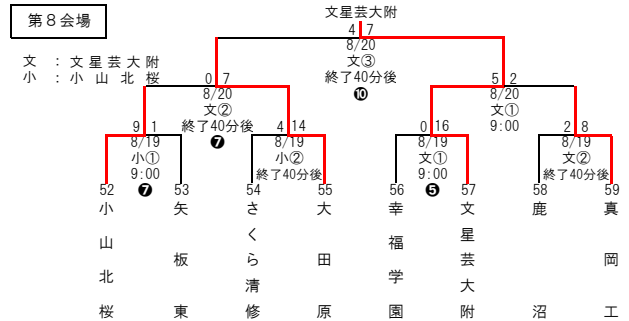 第８会場
文星芸大附
文 ： 文星芸大附
小 ： 小山北桜
4 7
8/20
文③
終了40分後
❿
0 7
8/20
文②
終了40分後
❼
5 2
8/20
文①
9:00
9 1
8/19
小①
9:00
❼
4 14
8/19
小②
終了40分後
0 16
8/19
文①
9:00
❺
2 8
8/19
文②
終了40分後
52 53 54 55 56 57 58 59
小山北桜
矢板東
さくら清修
大田原
幸福学園
文星芸大附
鹿沼
真岡工